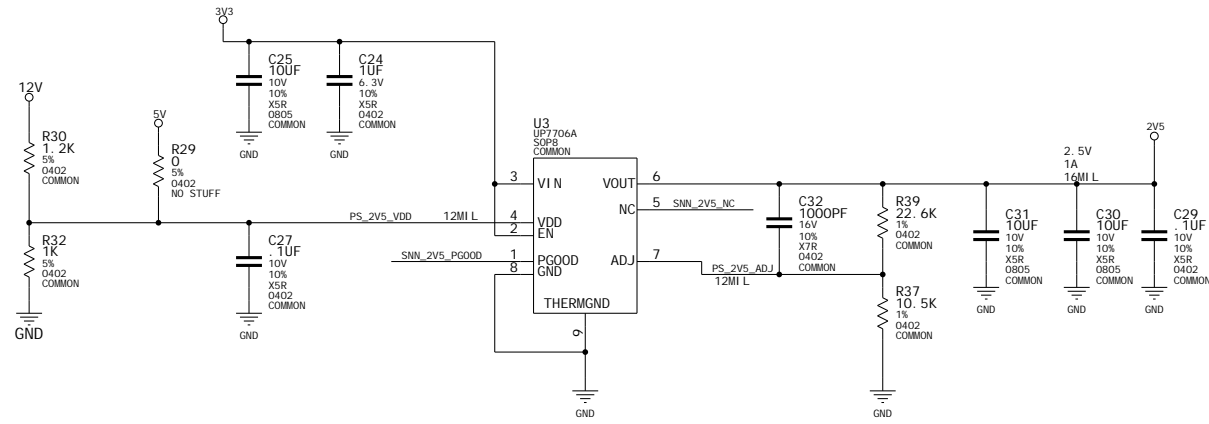 3V3
C25
10UF
10V
10%
X5R
0805
COMMON
GND
C24
1UF
6.3V
10%
X5R
0402
COMMON
GND
12V
R30
1.2K
5%
0402
COMMON
5V
R29
0
5%
0402
NO STUFF
R32
1K
5%
0402
COMMON
GND
PS_2V5_VDD
12MIL
C27
.1UF
10V
10%
X5R
0402
COMMON
GND
SNN_2V5_PGOOD
U3
UP7706A
SOP8
COMMON
3 VIN
4 VDD
2 EN
1 PGOOD
8 GND
THERMGND
9
GND
VOUT 6
NC 5
ADJ 7
SNN_2V5_NC
PS_2V5_ADJ
12MIL
C32
1000PF
16V
10%
X7R
0402
COMMON
R39
22.6K
1%
0402
COMMON
R37
10.5K
1%
0402
COMMON
GND
C31
10UF
10V
10%
X5R
0805
COMMON
GND
2.5V
1A
16MIL
C30
10UF
10V
10%
X5R
0805
COMMON
GND
2V5
C29
.1UF
10V
10%
X5R
0402
COMMON
GND